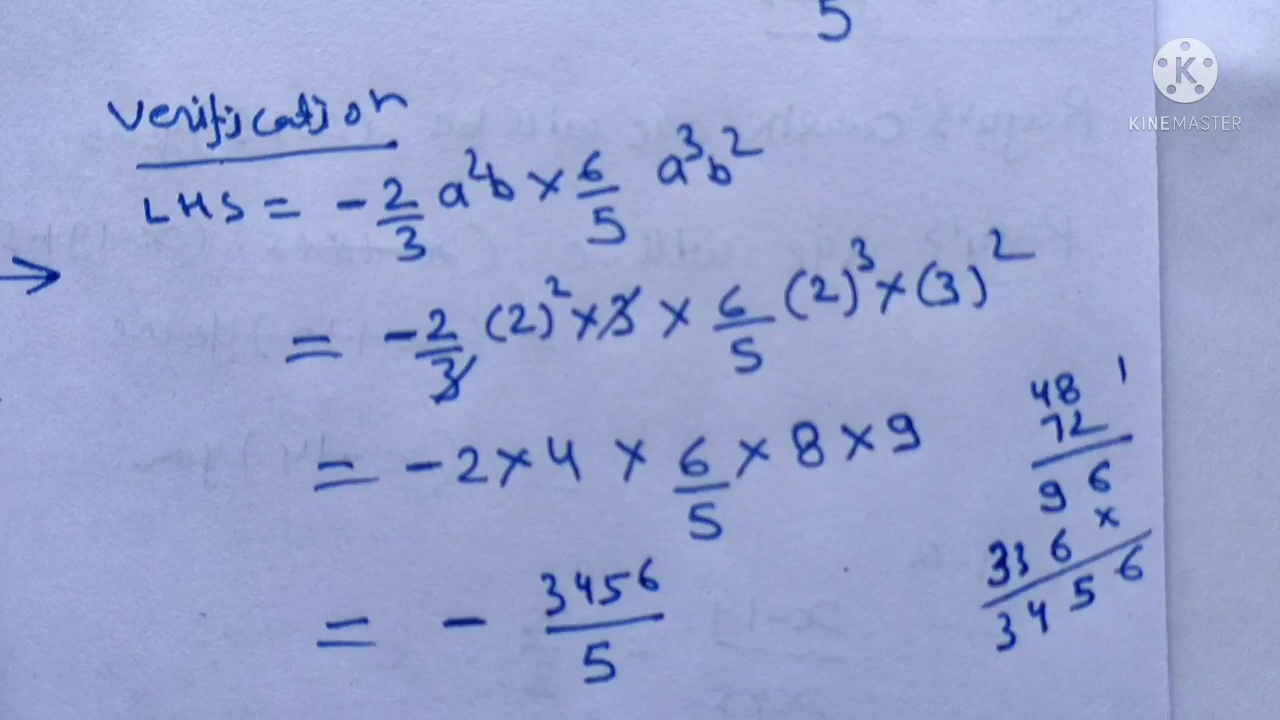 5
Verification
LHS = - 2/3 a²b × 6/5 a³b²
= - 2/3 (2)² × 3 × 6/5 (2)³ × (3)²
= - 2 × 4 × 6/5 × 8 × 9
= - 3456/5
48 1
72
96
336 ×
3456
KINEMASTER